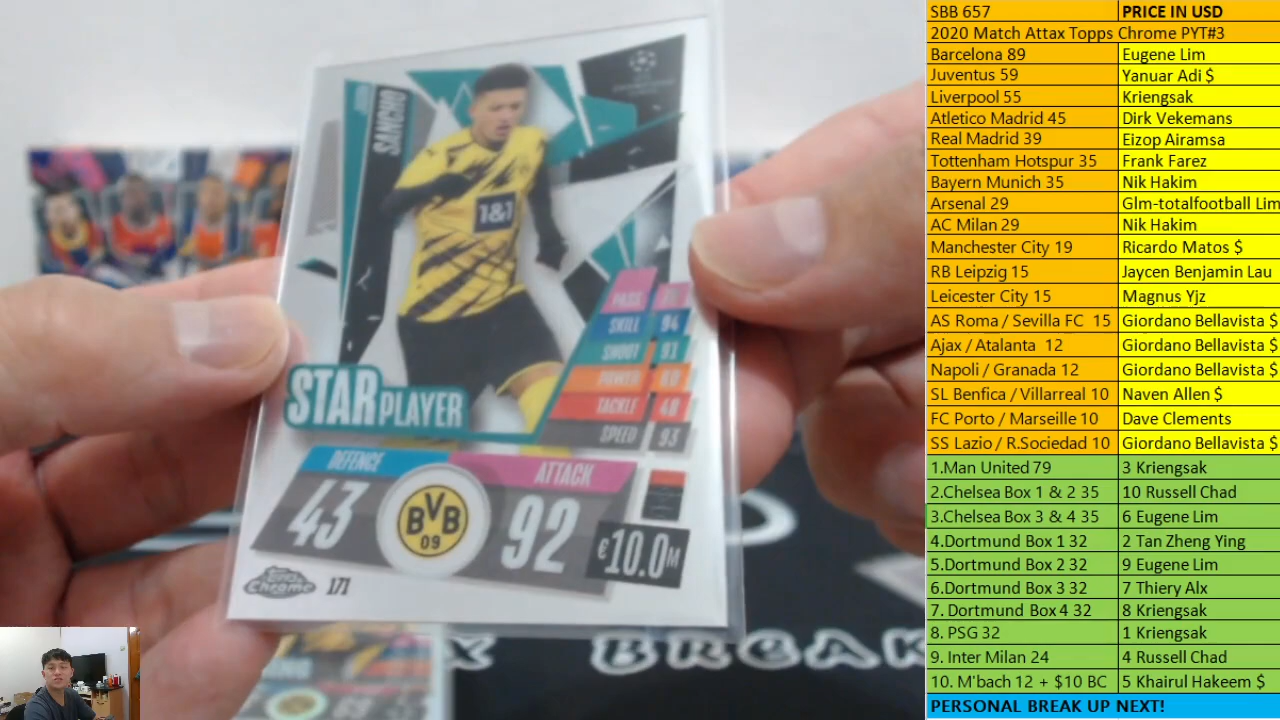 SANCHO
1&1
PASS
SKILL 94
SHOOT 91
POWER 80
TACKLE 48
SPEED 93
STAR PLAYER
DEFENCE
ATTACK
43
BVB
09
92
€10.0M
Topps Chrome 171
BREAK
SBB 657 PRICE IN USD
2020 Match Attax Topps Chrome PYT#3
Barcelona 89 Eugene Lim
Juventus 59 Yanuar Adi $
Liverpool 55 Kriengsak
Atletico Madrid 45 Dirk Vekemans
Real Madrid 39 Eizop Airamsa
Tottenham Hotspur 35 Frank Farez
Bayern Munich 35 Nik Hakim
Arsenal 29 Glm-totalfootball Lim
AC Milan 29 Nik Hakim
Manchester City 19 Ricardo Matos $
RB Leipzig 15 Jaycen Benjamin Lau
Leicester City 15 Magnus Yjz
AS Roma / Sevilla FC 15 Giordano Bellavista $
Ajax / Atalanta 12 Giordano Bellavista $
Napoli / Granada 12 Giordano Bellavista $
SL Benfica / Villarreal 10 Naven Allen $
FC Porto / Marseille 10 Dave Clements
SS Lazio / R.Sociedad 10 Giordano Bellavista $
1.Man United 79 3 Kriengsak
2.Chelsea Box 1 & 2 35 10 Russell Chad
3.Chelsea Box 3 & 4 35 6 Eugene Lim
4.Dortmund Box 1 32 2 Tan Zheng Ying
5.Dortmund Box 2 32 9 Eugene Lim
6.Dortmund Box 3 32 7 Thiery Alx
7. Dortmund Box 4 32 8 Kriengsak
8. PSG 32 1 Kriengsak
9. Inter Milan 24 4 Russell Chad
10. M'bach 12 + $10 BC 5 Khairul Hakeem $
PERSONAL BREAK UP NEXT!